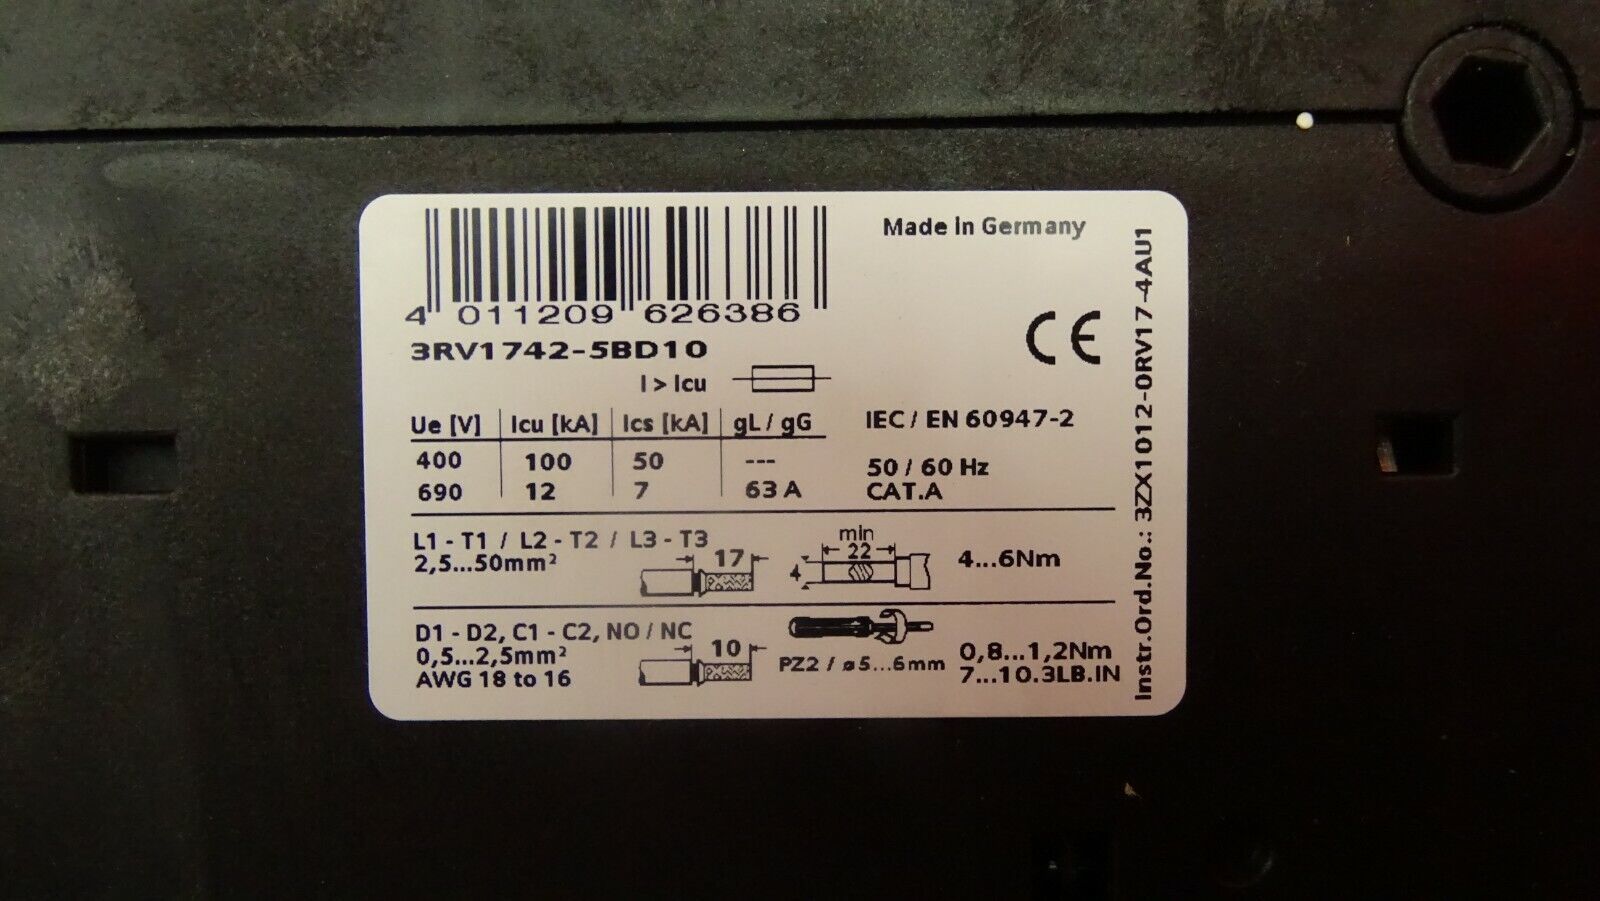 Made in Germany
4 011209 626386
3RV1742-5BD10
CE
I > Icu
Ue [V] Icu [kA] Ics [kA] gL / gG
400 100 50 ---
690 12 7 63 A
IEC / EN 60947-2
50 / 60 Hz
CAT.A
L1 - T1 / L2 - T2 / L3 - T3
2,5...50mm²
17
min
22
4
4...6Nm
D1 - D2, C1 - C2, NO / NC
0,5...2,5mm²
AWG 18 to 16
10
PZ2 / ø5...6mm
0,8...1,2Nm
7...10.3LB.IN
Instr.Ord.No.: 3ZX1012-0RV17-4AU1